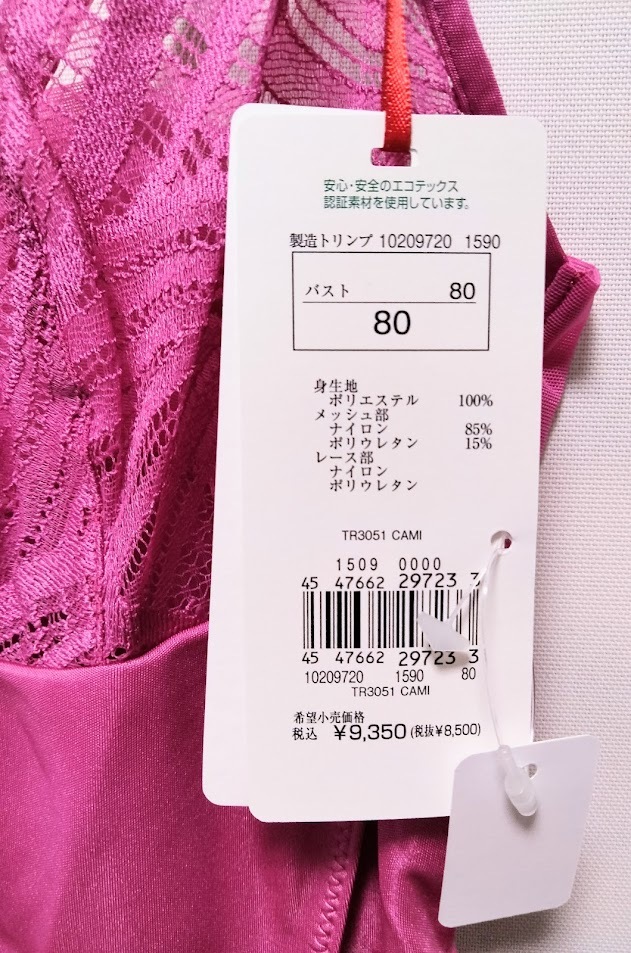 安心・安全のエコテックス
認証素材を使用しています。
製造トリンプ 10209720 1590
バスト 80
80
身生地
ポリエステル 100%
メッシュ部
ナイロン 85%
ポリウレタン 15%
レース部
ナイロン
ポリウレタン
TR3051 CAMI
1509 0000
45 47662 29723 3
45 47662 29723 3
10209720 1590 80
TR3051 CAMI
希望小売価格
税込 ¥9,350 (税抜¥8,500)